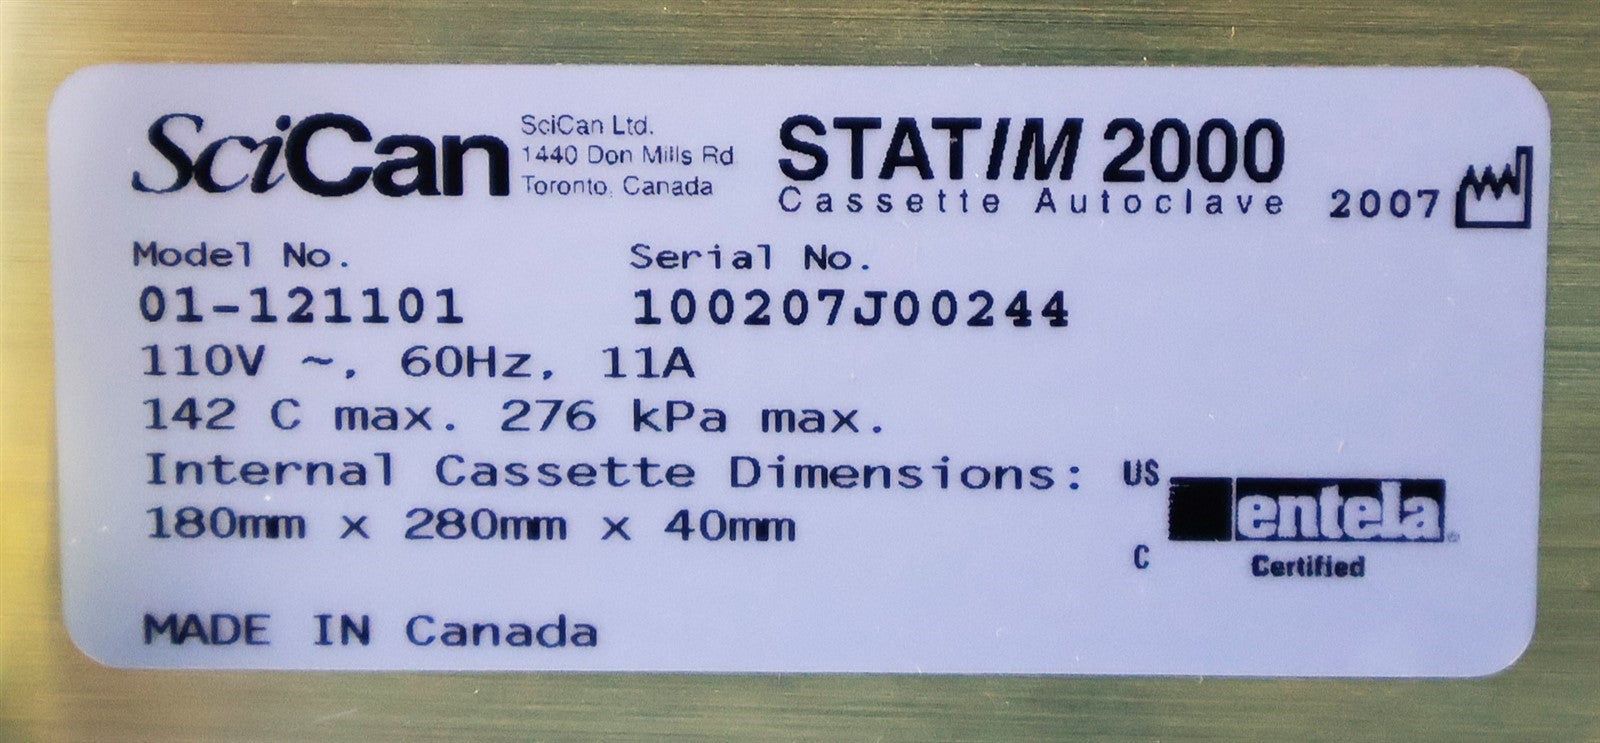 SciCan
SciCan Ltd.
1440 Don Mills Rd
Toronto, Canada
STATIM 2000
Cassette Autoclave
2007
Model No.
Serial No.
01-121101
100207J00244
110V ~, 60Hz, 11A
142 C max. 276 kPa max.
Internal Cassette Dimensions:
180mm x 280mm x 40mm
US
entela®
C
Certified
MADE IN Canada